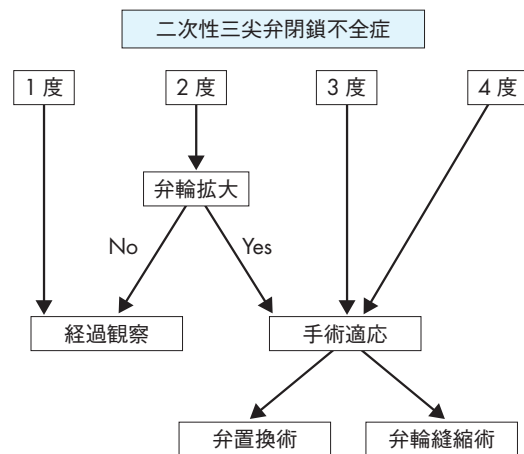 二次性三尖弁閉鎖不全症
1度
2度
3度
4度
弁輪拡大
No
Yes
経過観察
手術適応
弁置換術
弁輪縫縮術